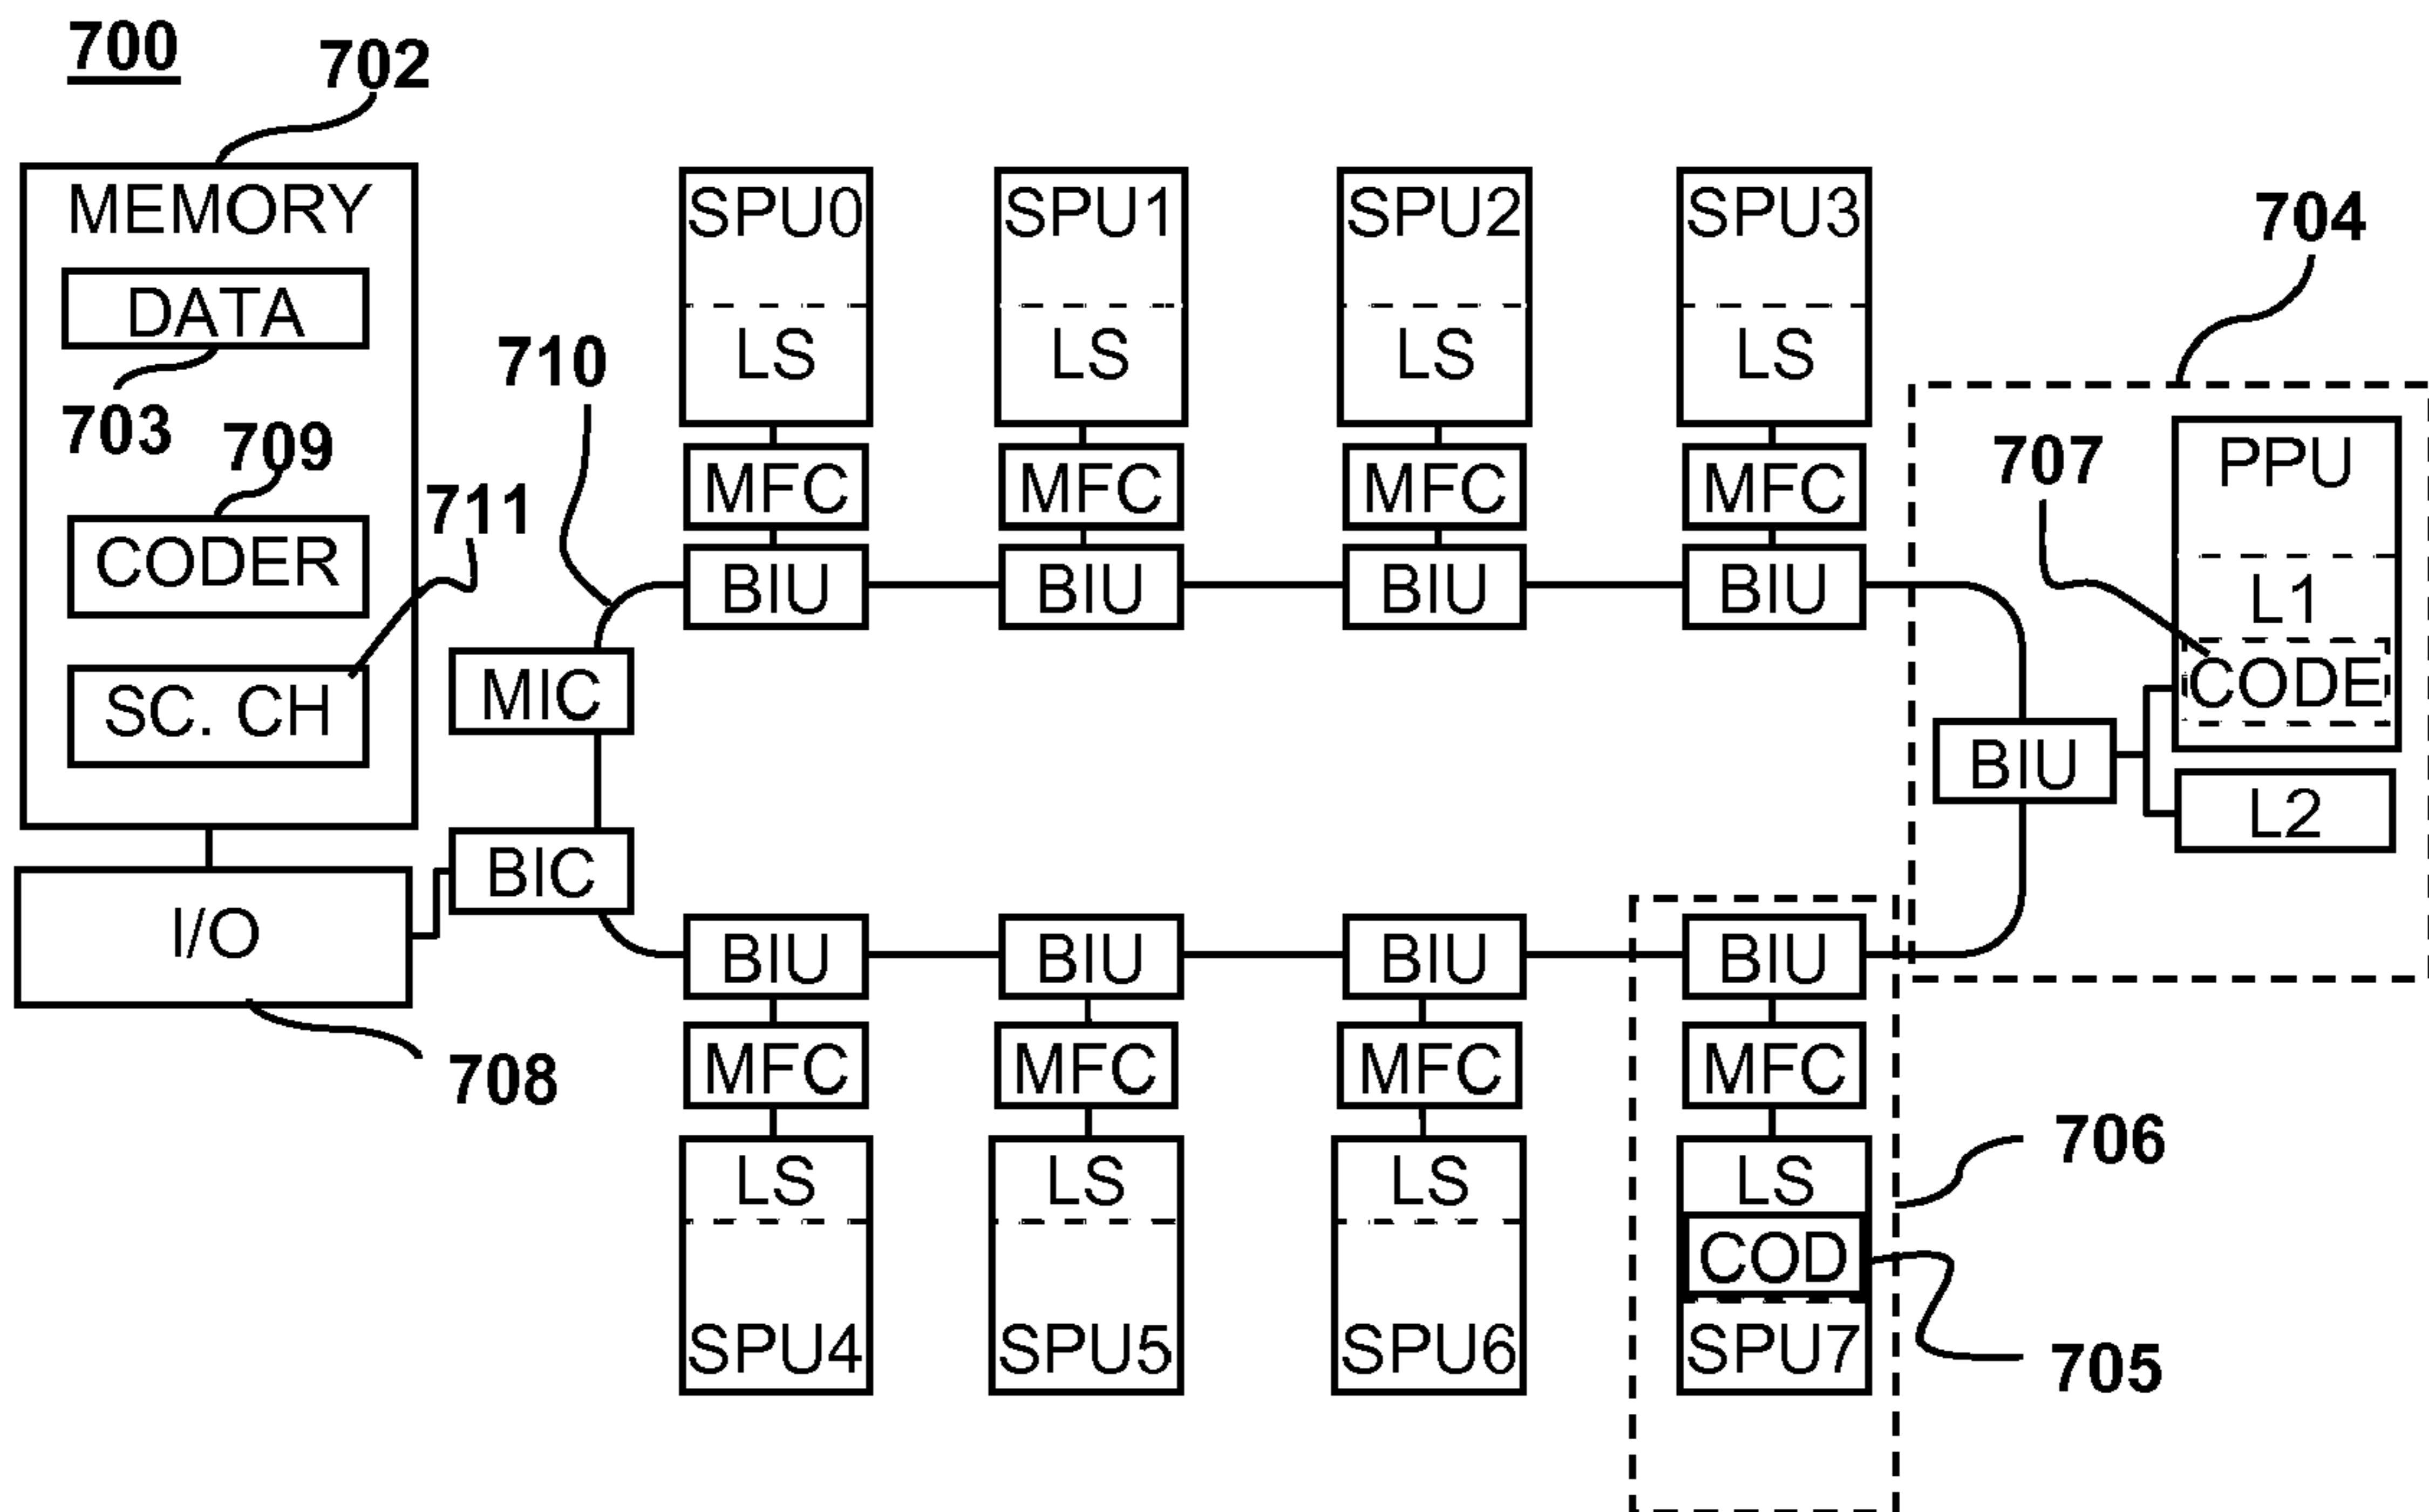 700
702
MEMORY
DATA
703
709
CODER
711
SC. CH
I/O
708
710
MIC
BIC
SPU0
LS
MFC
BIU
SPU1
LS
MFC
BIU
SPU2
LS
MFC
BIU
SPU3
LS
MFC
BIU
704
707
PPU
L1
CODE
BIU
L2
BIU
MFC
LS
SPU4
BIU
MFC
LS
SPU5
BIU
MFC
LS
SPU6
BIU
MFC
LS
COD
SPU7
706
705